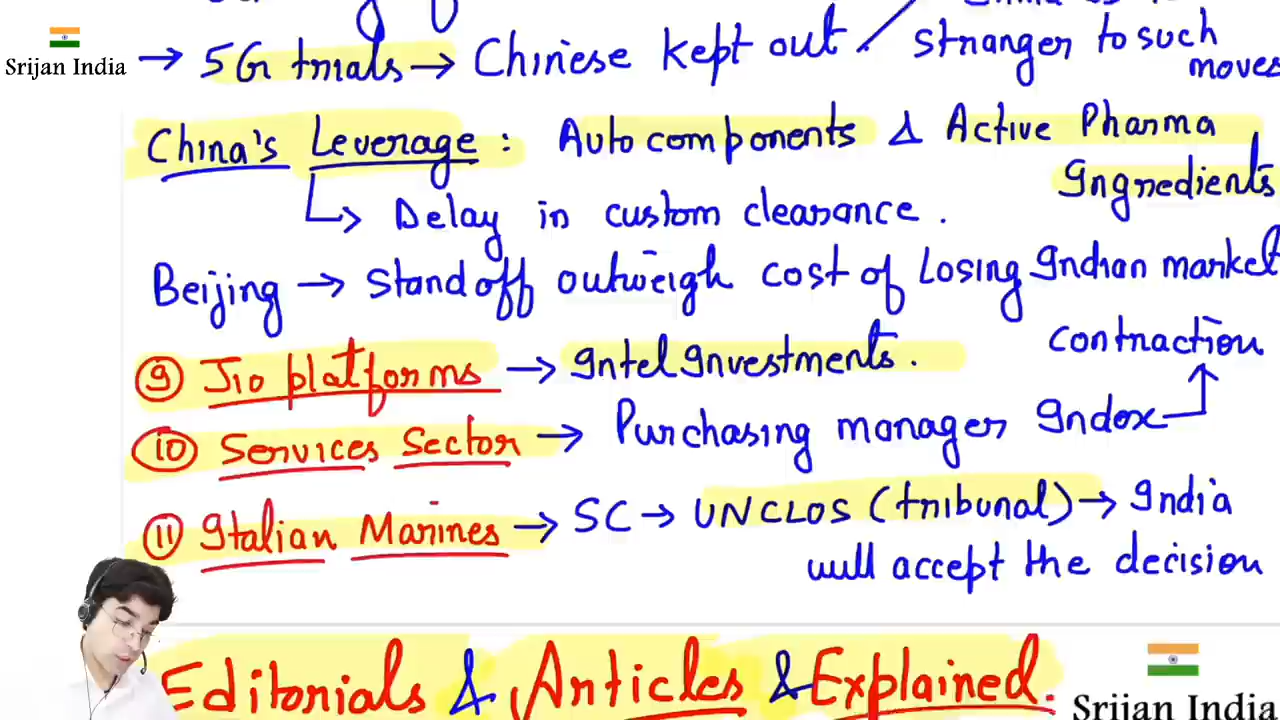 Srijan India
→ 5G trials → Chinese kept out
stranger to such
moves
China's Leverage : Auto components & Active Pharma
Ingredients
↳ Delay in custom clearance.
Beijing → standoff outweigh cost of losing Indian market
⑨ Jio platforms → Intel Investments.
contraction
⑩ Services Sector → Purchasing manager Index
⑪ Italian Marines → SC → UNCLOS (tribunal) → India
will accept the decision
Editorials & Articles & Explained.
Srijan India